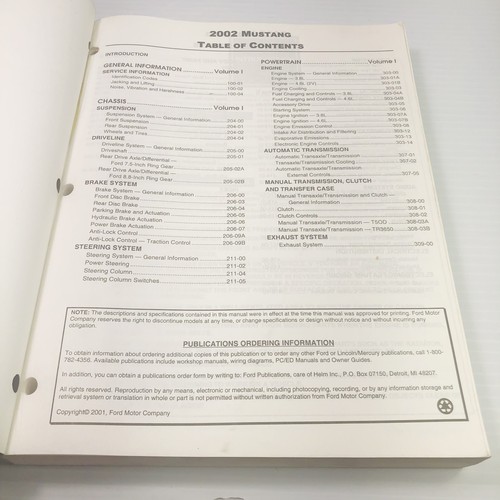 2002 MUSTANG
TABLE OF CONTENTS
INTRODUCTION
GENERAL INFORMATION Volume I
SERVICE INFORMATION
Identification Codes
Jacking and Lifting 100-02
Noise, Vibration and Harshness 100-04
CHASSIS
SUSPENSION Volume I
Suspension System — General Information 204-00
Front Suspension 204-01
Rear Suspension
Wheels and Tires 204-04
DRIVELINE
Driveline System — General Information 205-00
Driveshaft 205-01
Rear Drive Axle/Differential —
Ford 7.5-Inch Ring Gear 205-02A
Rear Drive Axle/Differential —
Ford 8.8-Inch Ring Gear 205-02B
BRAKE SYSTEM
Brake System — General Information 206-00
Front Disc Brake 206-03
Rear Disc Brake 206-04
Parking Brake and Actuation 206-05
Hydraulic Brake Actuation 206-06
Power Brake Actuation 206-07
Anti-Lock Control 206-09A
Anti-Lock Control — Traction Control 206-09B
STEERING SYSTEM
Steering System — General Information 211-00
Power Steering 211-02
Steering Column 211-04
Steering Column Switches 211-05
POWERTRAIN Volume I
ENGINE
Engine System — General Information 303-00
Engine — 3.8L 303-01A
Engine — 4.6L (2V) 303-01B
Engine Cooling 303-03
Fuel Charging and Controls — 3.8L 303-04A
Fuel Charging and Controls — 4.6L 303-04B
Accessory Drive 303-05
Starting System 303-06
Engine Ignition — 3.8L 303-07A
Engine Ignition — 4.6L 303-07B
Engine Emission Control 303-08
Intake Air Distribution and Filtering 303-12
Evaporative Emissions 303-13
Electronic Engine Controls 303-14
AUTOMATIC TRANSMISSION
Automatic Transaxle/Transmission 307-01
Transaxle/Transmission Cooling 307-02
Automatic Transaxle/Transmission
External Controls 307-05
MANUAL TRANSMISSION, CLUTCH
AND TRANSFER CASE
Manual Transaxle/Transmission and Clutch —
General Information 308-00
Clutch 308-01
Clutch Controls 308-02
Manual Transaxle/Transmission — T5OD 308-03A
Manual Transaxle/Transmission — TR3650 308-03B
EXHAUST SYSTEM
Exhaust System 309-00
NOTE: The descriptions and specifications contained in this manual were in effect at the time this manual was approved for printing. Ford Motor
Company reserves the right to discontinue models at any time, or change specifications or design without notice and without incurring any
obligation.
PUBLICATIONS ORDERING INFORMATION
To obtain information about ordering additional copies of this publication or to order any other Ford or Lincoln/Mercury publications, call 1-800-
782-4356. Available publications include workshop manuals, wiring diagrams, PC/ED Manuals and Owner Guides.
In addition, you can obtain a publications order form by writing to: Ford Publications, care of Helm Inc., P.O. Box 07150, Detroit, MI 48207.
All rights reserved. Reproduction by any means, electronic or mechanical, including photocopying, recording, or by any information storage and
retrieval system or translation in whole or part is not permitted without written authorization from Ford Motor Company.
Copyright© 2001, Ford Motor Company